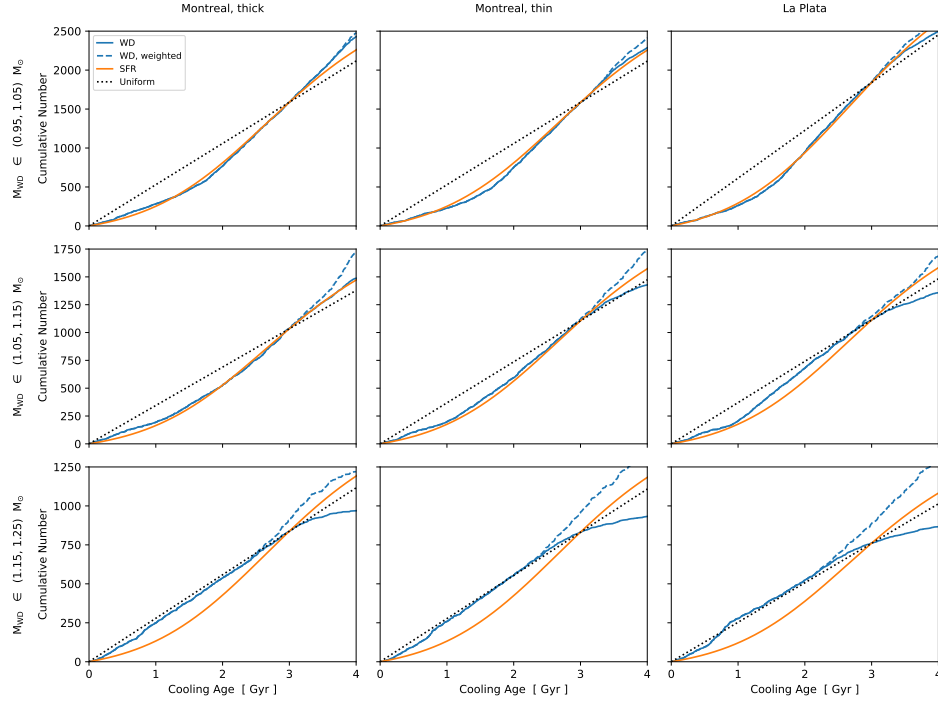 Montreal, thick
Montreal, thin
La Plata
M_WD ∈ (0.95, 1.05) M_⊙
Cumulative Number
2500
2000
1500
1000
500
0
WD
WD, weighted
SFR
Uniform
M_WD ∈ (1.05, 1.15) M_⊙
Cumulative Number
1750
1500
1250
1000
750
500
250
0
M_WD ∈ (1.15, 1.25) M_⊙
Cumulative Number
1250
1000
750
500
250
0
0 1 2 3 4
0 1 2 3 4
0 1 2 3 4
Cooling Age [ Gyr ]
Cooling Age [ Gyr ]
Cooling Age [ Gyr ]